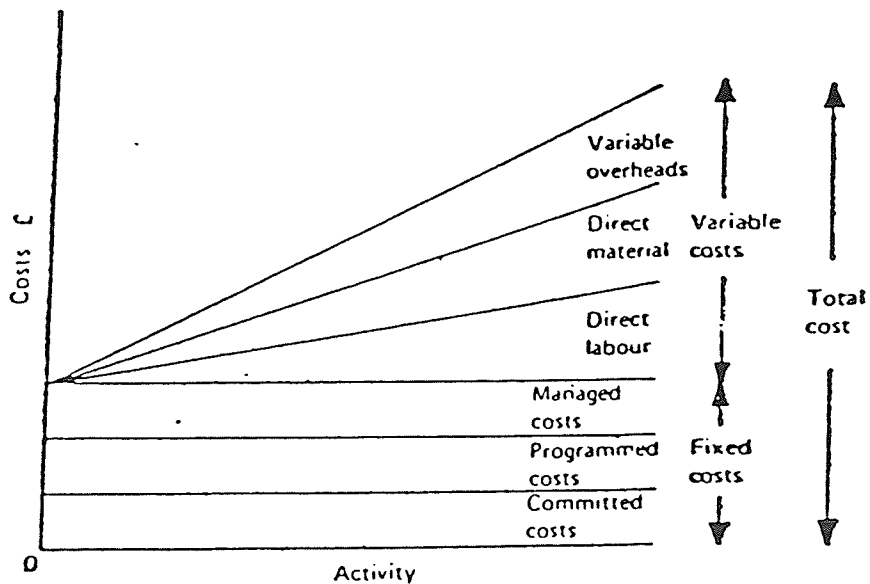 Costs £
Variable
overheads
Direct
material
Variable
costs
Direct
labour
Total
cost
Managed
costs
Programmed
costs
Fixed
costs
Committed
costs
0
Activity